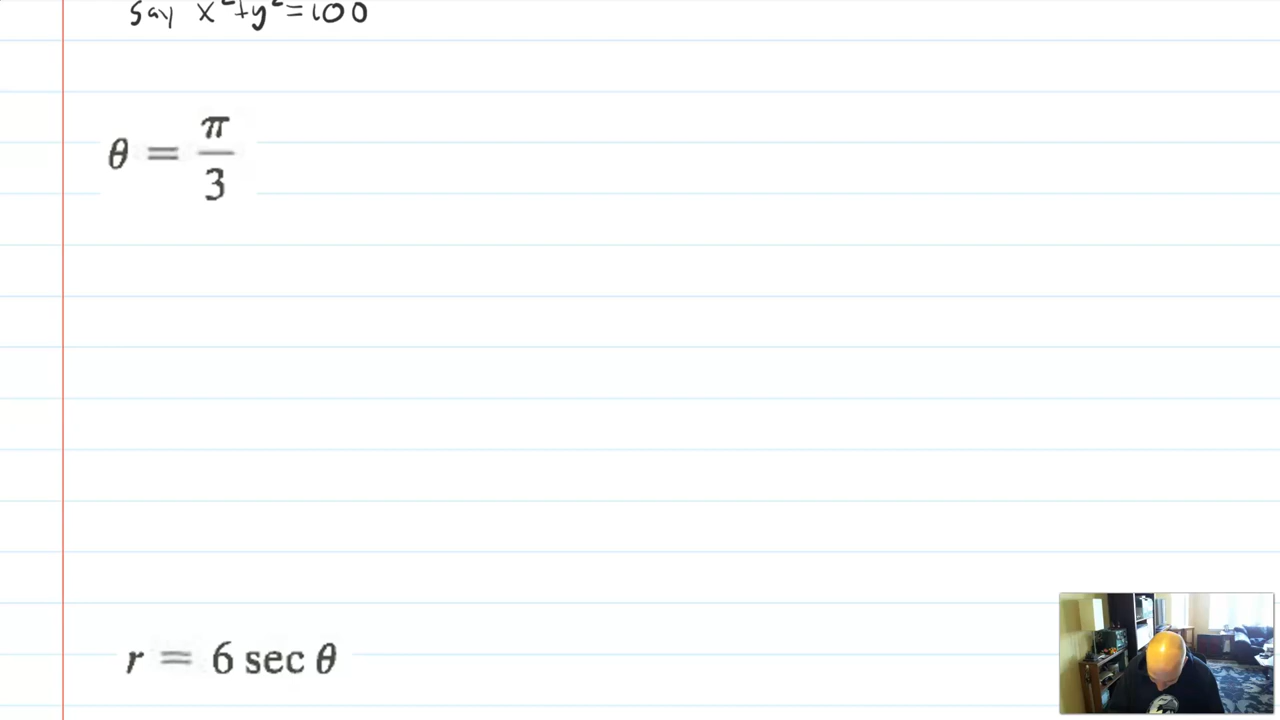 say x²+y²=100
θ = π/3
r = 6 sec θ